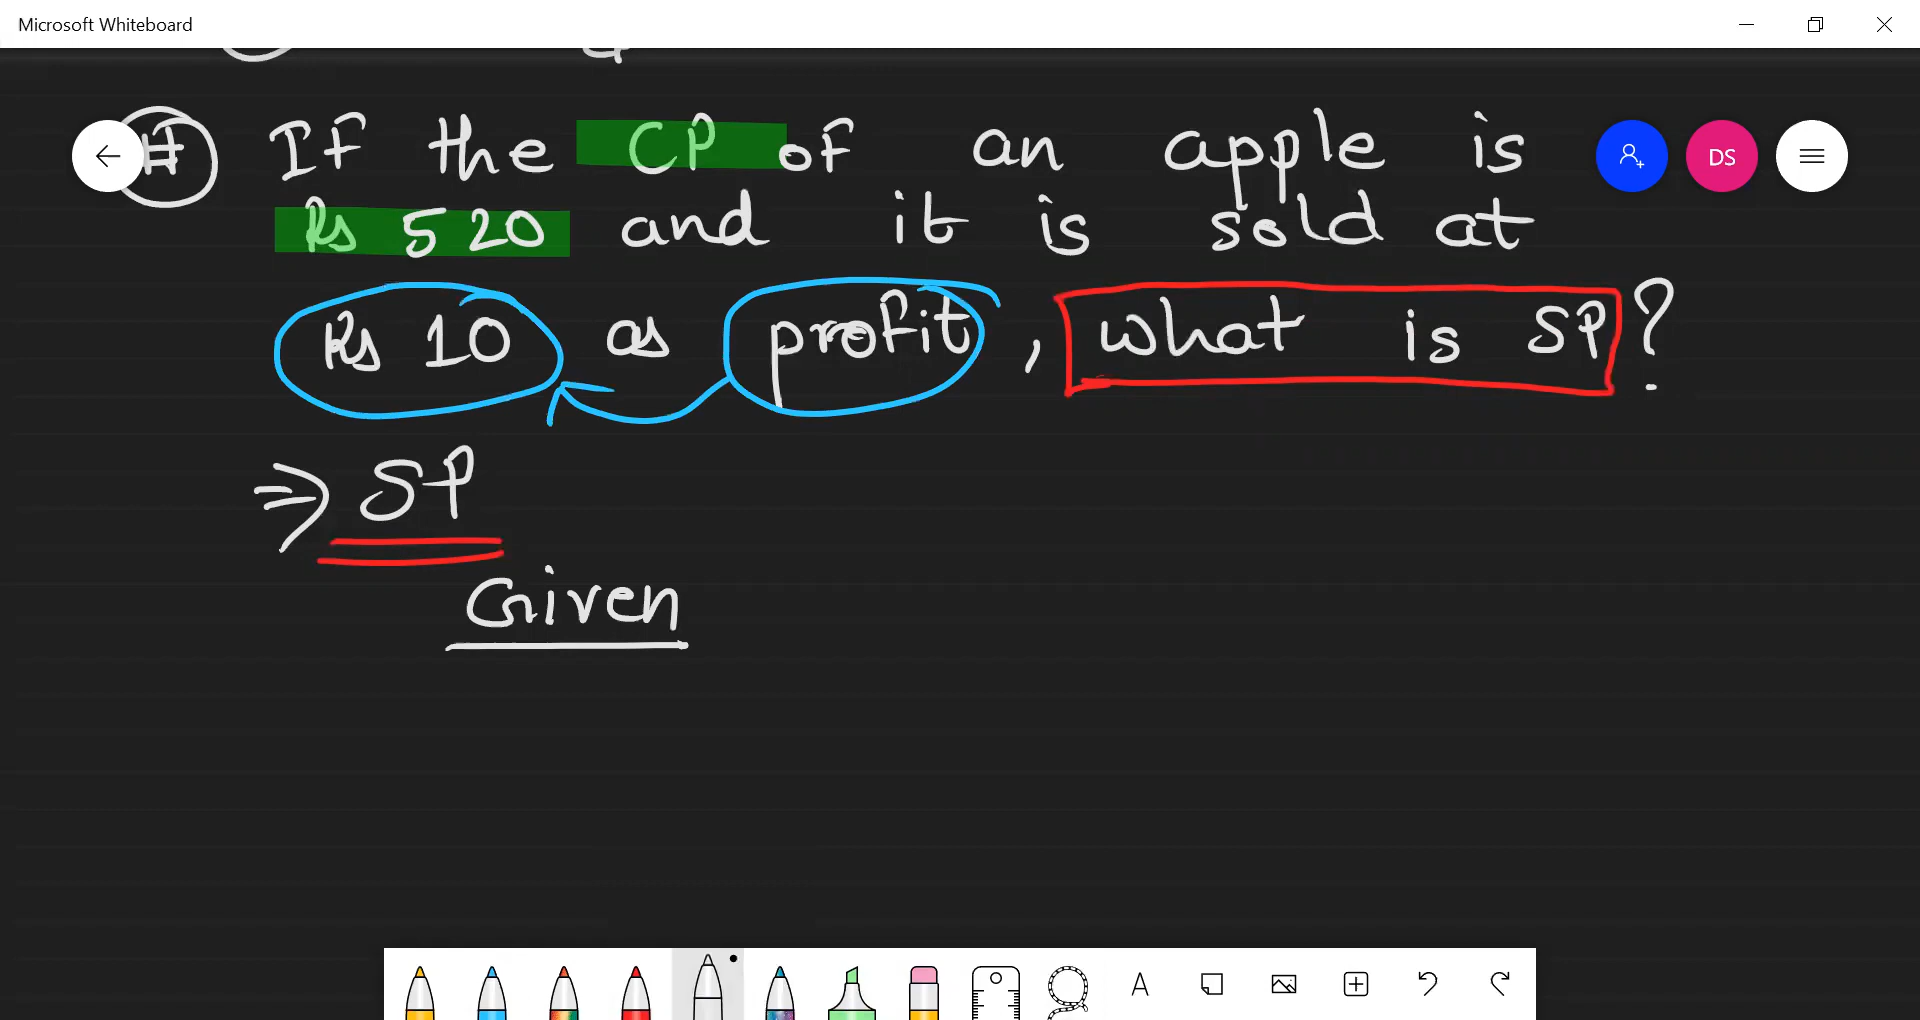 Microsoft Whiteboard
# IF the CP of an apple is
Rs 520 and it is sold at
Rs 10 as profit, what is SP?
⇒ SP
Given
DS
A